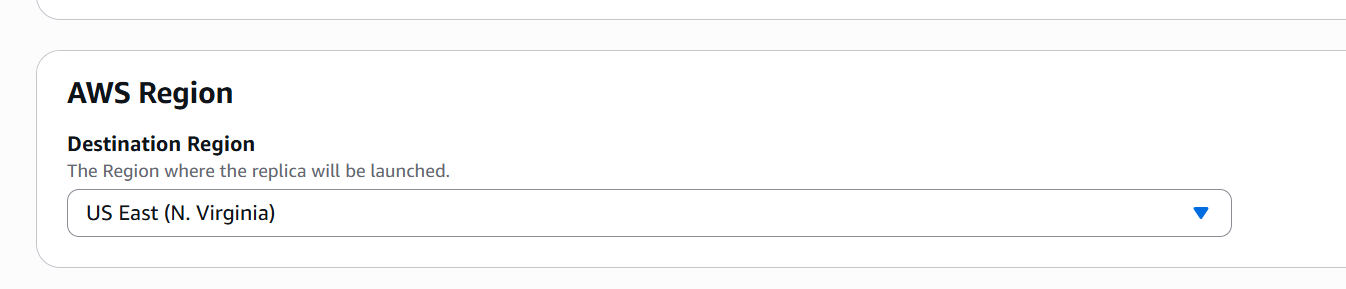 AWS Region
Destination Region
The Region where the replica will be launched.
US East (N. Virginia)